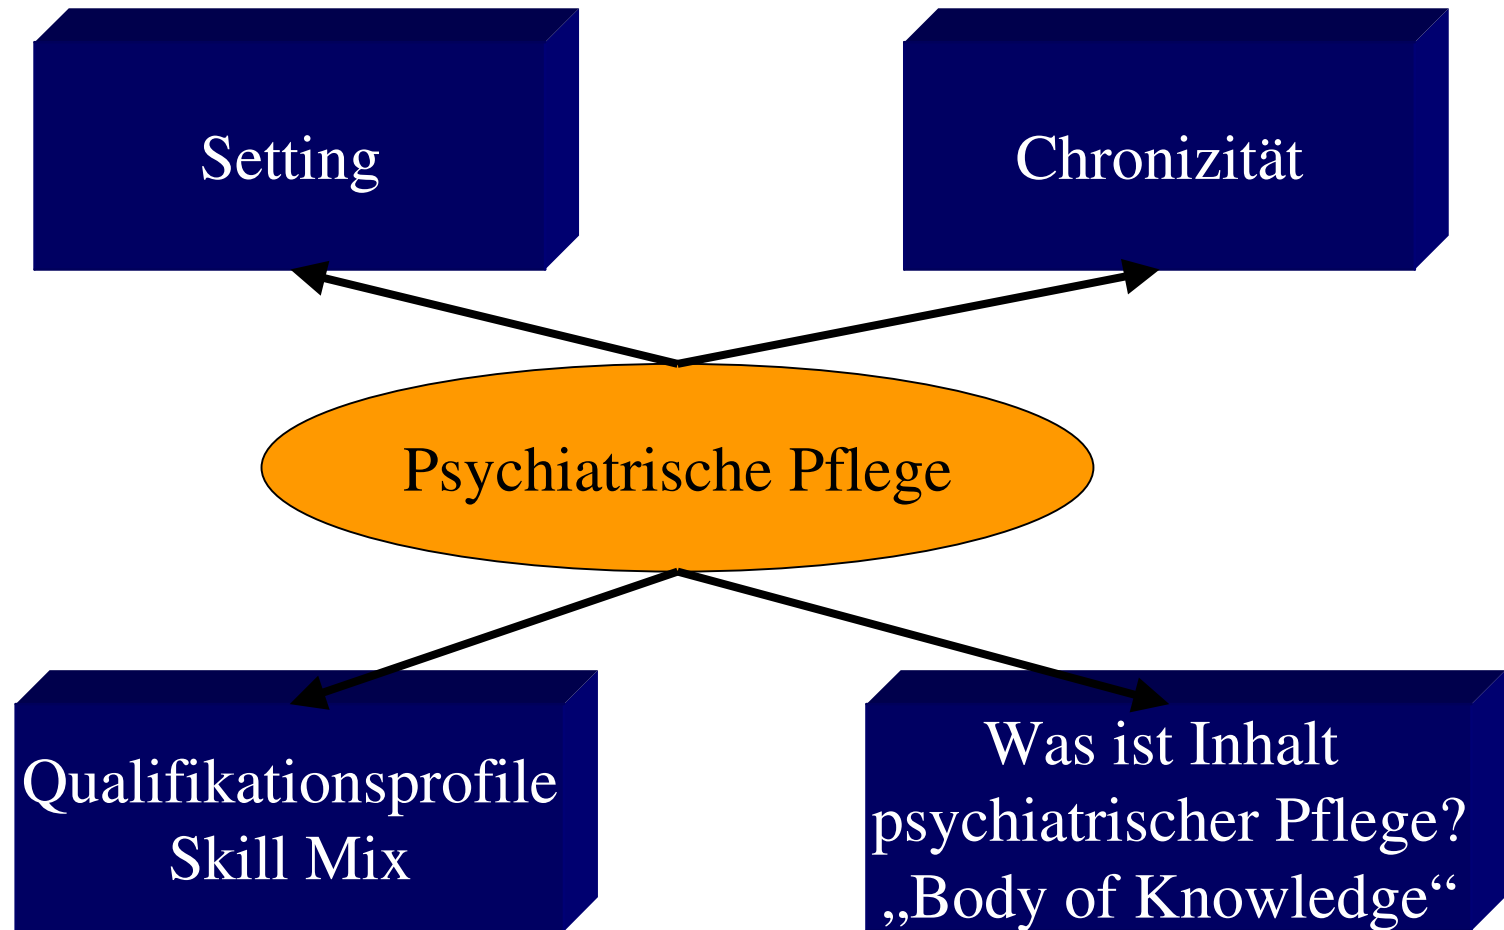 Setting
Chronizität
Psychiatrische Pflege
Qualifikationsprofile
Skill Mix
Was ist Inhalt
psychiatrischer Pflege?
„Body of Knowledge“